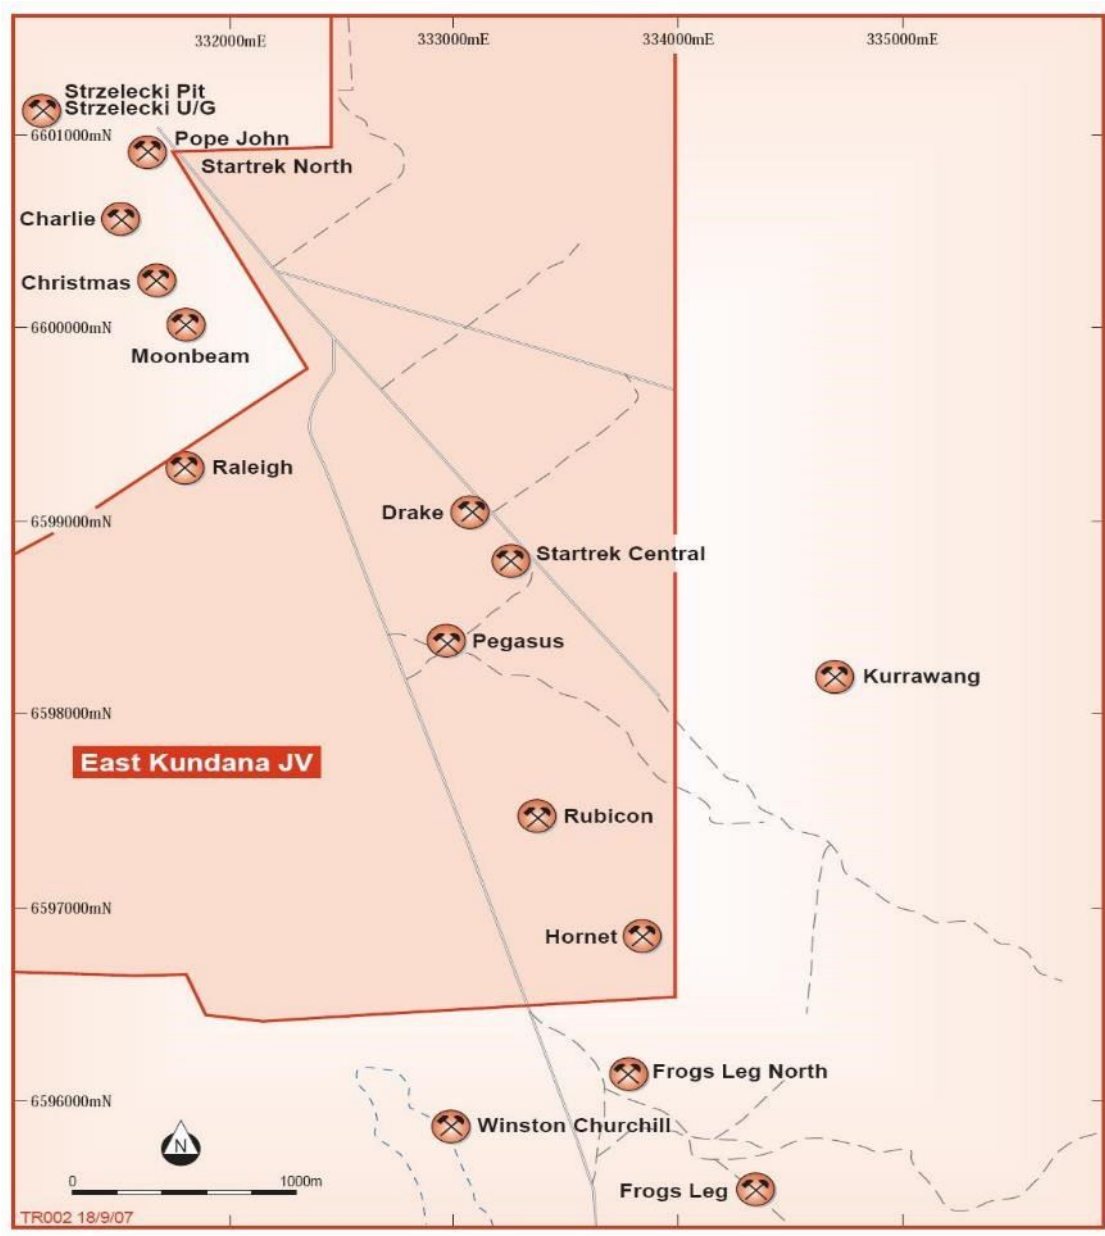 332000mE
333000mE
334000mE
335000mE
Strzelecki Pit
Strzelecki U/G
6601000mN
Pope John
Startrek North
Charlie
Christmas
6600000mN
Moonbeam
Raleigh
Drake
6599000mN
Startrek Central
Pegasus
Kurrawang
6598000mN
East Kundana JV
Rubicon
6597000mN
Hornet
Frogs Leg North
6596000mN
Winston Churchill
N
0 1000m
Frogs Leg
TR002 18/9/07